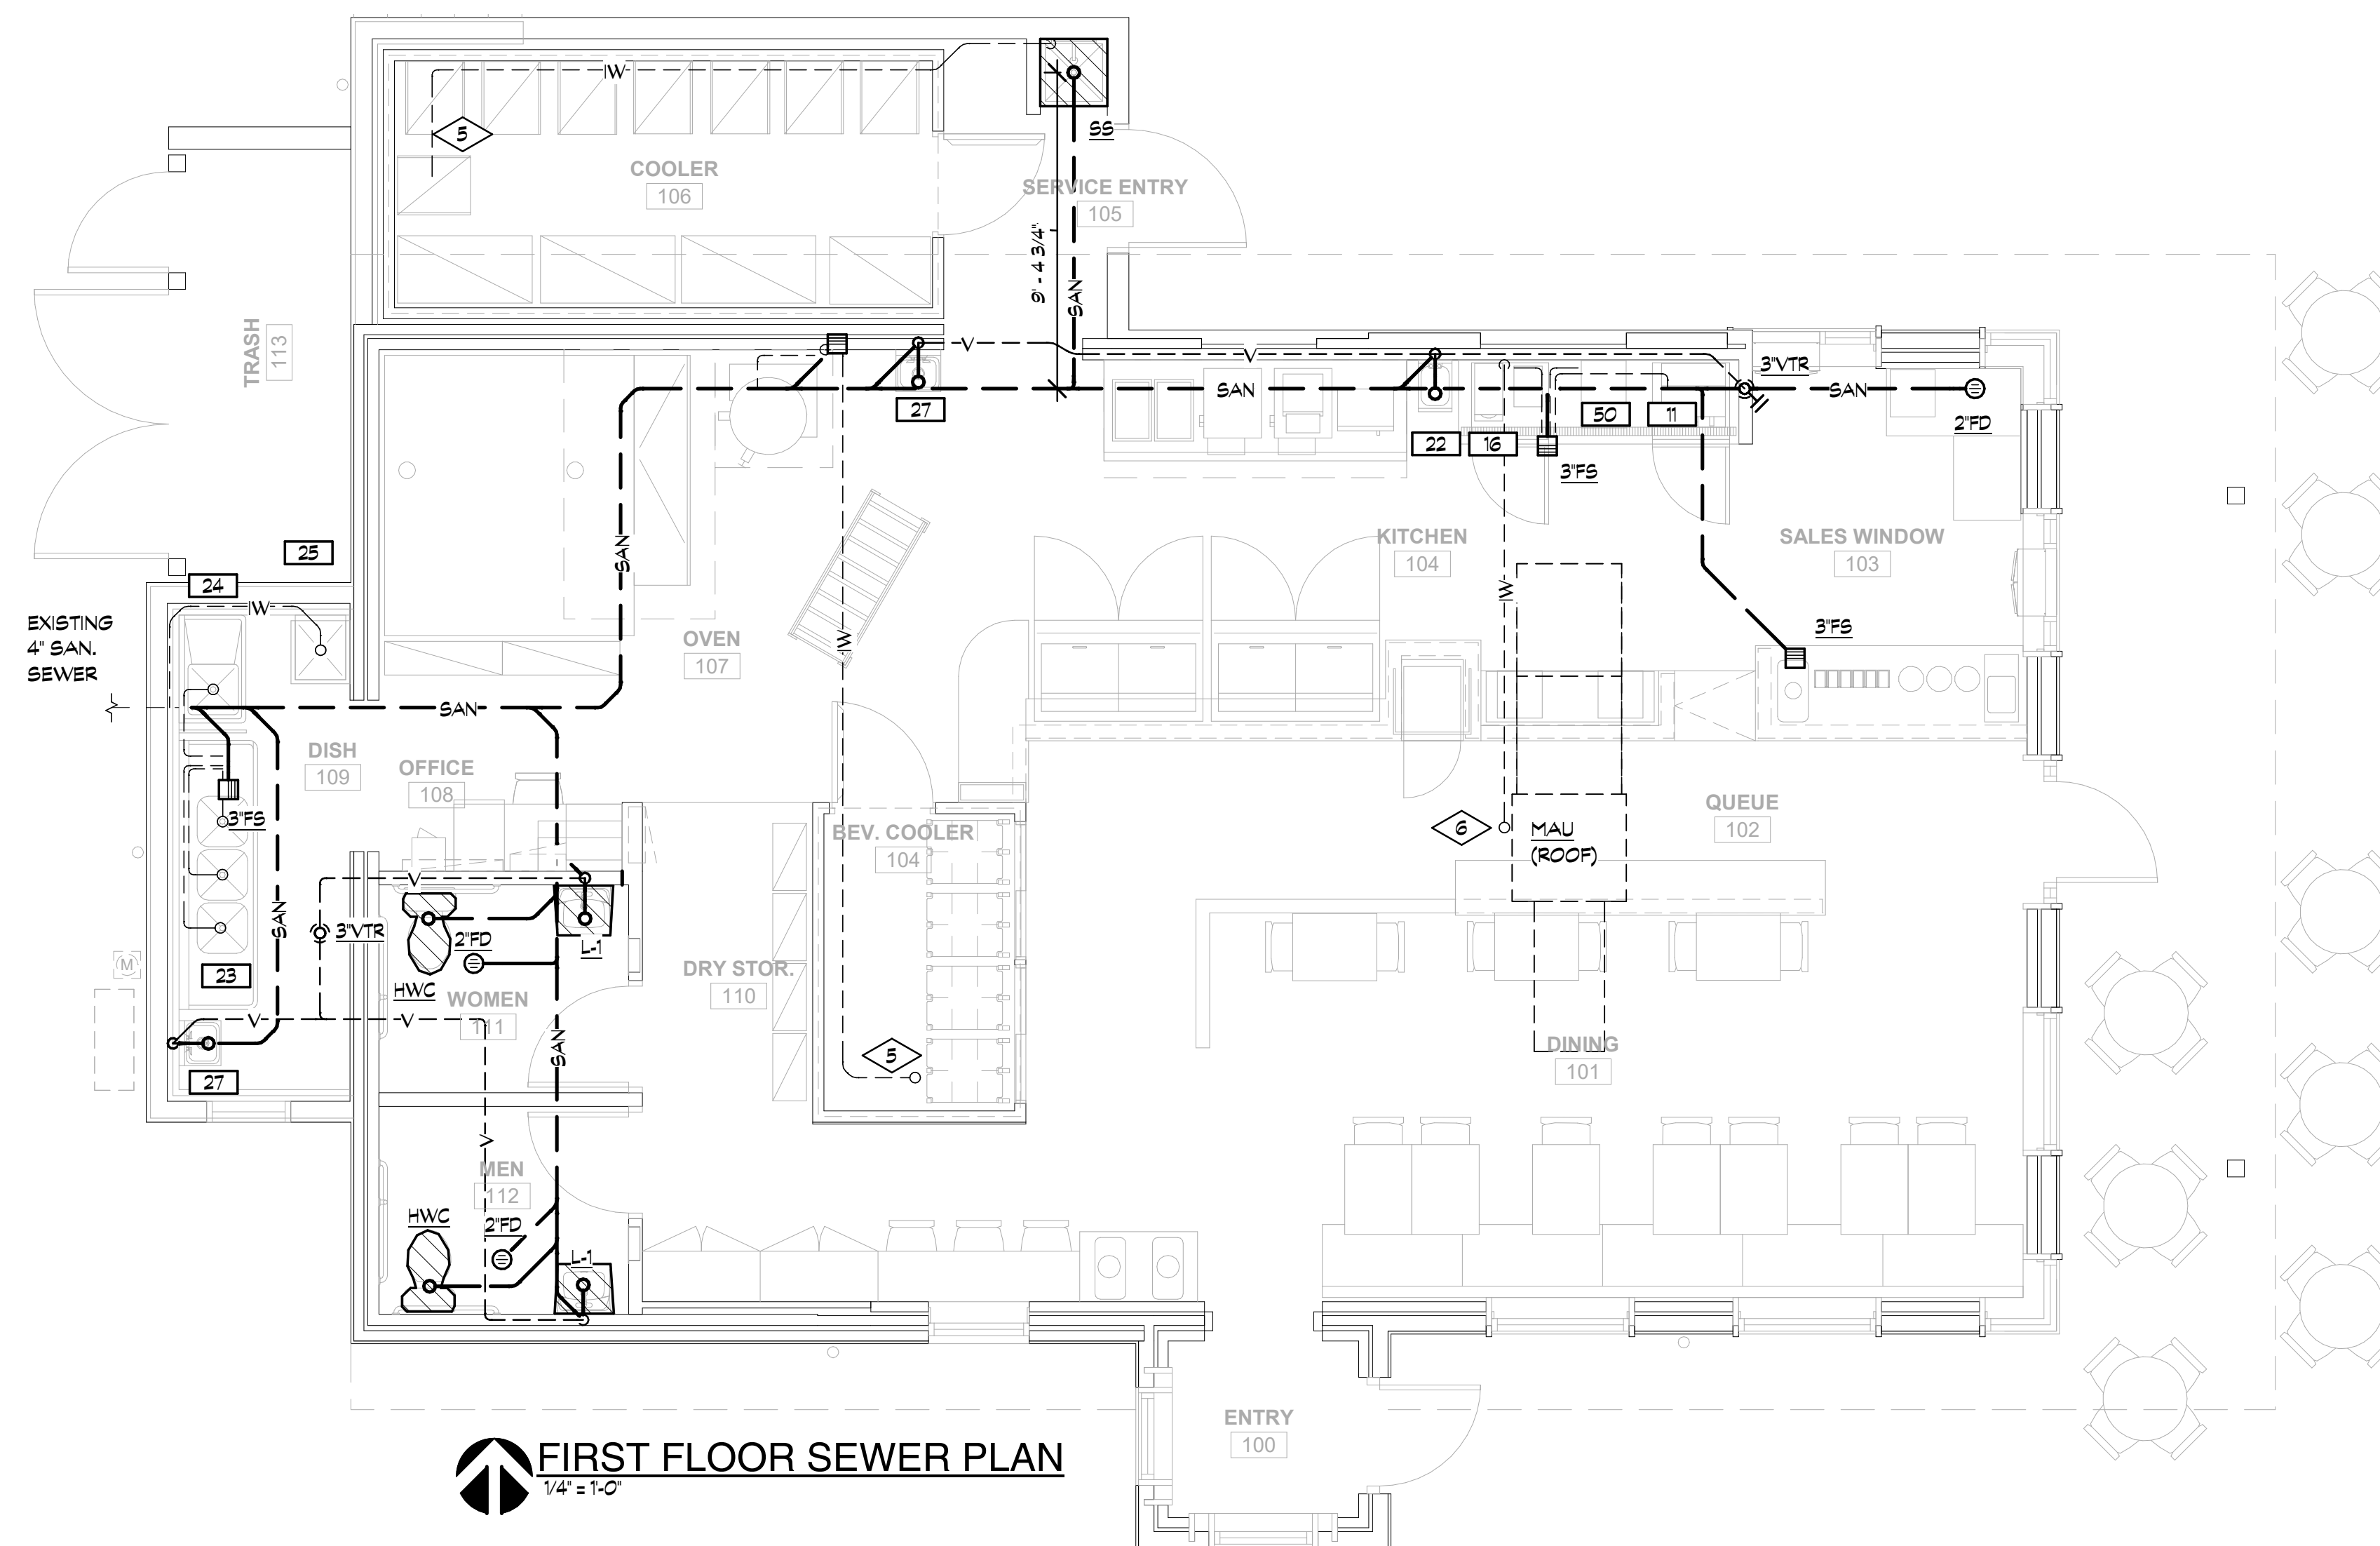 IW
5
SS
COOLER
106
SERVICE ENTRY
105
9' - 4 3/4"
SAN
TRASH
113
V
V
3"VTR
27
SAN
SAN
22
16
50
11
2"FD
3"FS
25
24
EXISTING
4" SAN.
SEWER
IW
SAN
OVEN
107
IW
KITCHEN
104
IW
SALES WINDOW
103
3"FS
SAN
DISH
109
OFFICE
108
3"FS
BEV. COOLER
104
6
MAU
(ROOF)
QUEUE
102
V
SAN
3"VTR
2"FD
L-1
M
23
HWC
WOMEN
111
DRY STOR.
110
V
V
SAN
5
DINING
101
27
V
MEN
112
HWC
2"FD
L-1
ENTRY
100
FIRST FLOOR SEWER PLAN
1/4" = 1'-0"